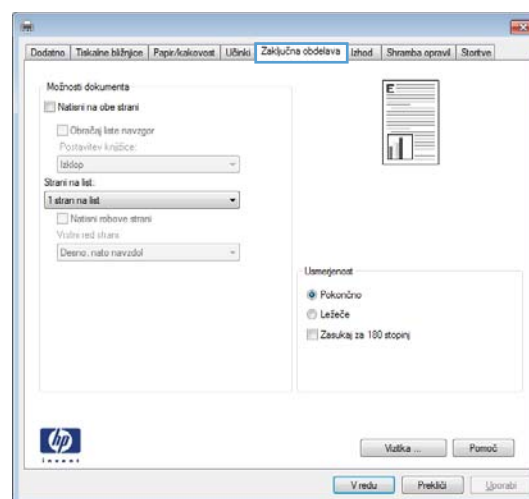 Dodatno Tiskalne bližnjice Papir/kakovost Učinki Zaključna obdelava Izhod Shramba opravil Storitve
Možnosti dokumenta
Natisni na obe strani
Obračaj liste navzgor
Postavitev knjižice:
Izklop
Strani na list:
1 stran na list
Natisni robove strani
Vrstni red strani:
Desno, nato navzdol
E
Usmerjenost
Pokončno
Ležeče
Zasukaj za 180 stopinj
hp
invent
Vizitka ...
Pomoč
V redu
Prekliči
Uporabi